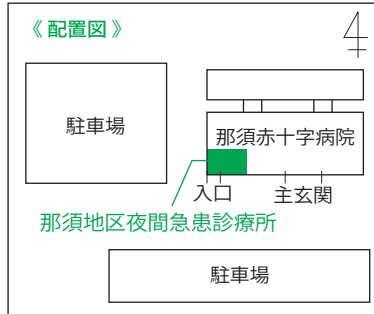 《 配置図 》
駐車場
那須赤十字病院
入口
主玄関
那須地区夜間急患診療所
駐車場